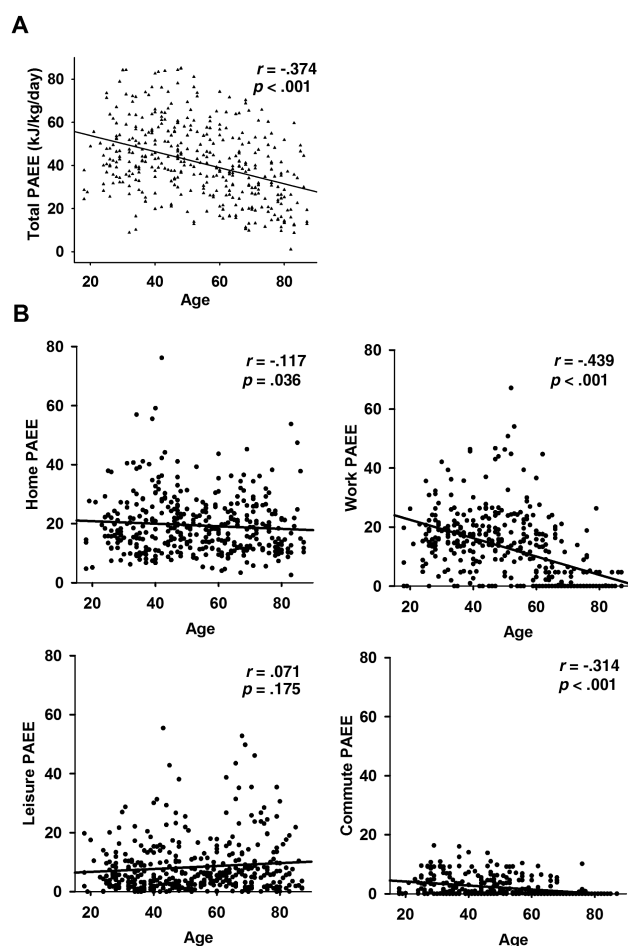 A
r = -.374
p < .001
Total PAEE (kJ/kg/day)
80
60
40
20
0
20 40 60 80
Age
B
r = -.117
p = .036
Home PAEE
80
60
40
20
0
20 40 60 80
Age
r = -.439
p < .001
Work PAEE
80
60
40
20
0
20 40 60 80
Age
r = .071
p = .175
Leisure PAEE
80
60
40
20
0
20 40 60 80
Age
r = -.314
p < .001
Commute PAEE
80
60
40
20
0
20 40 60 80
Age